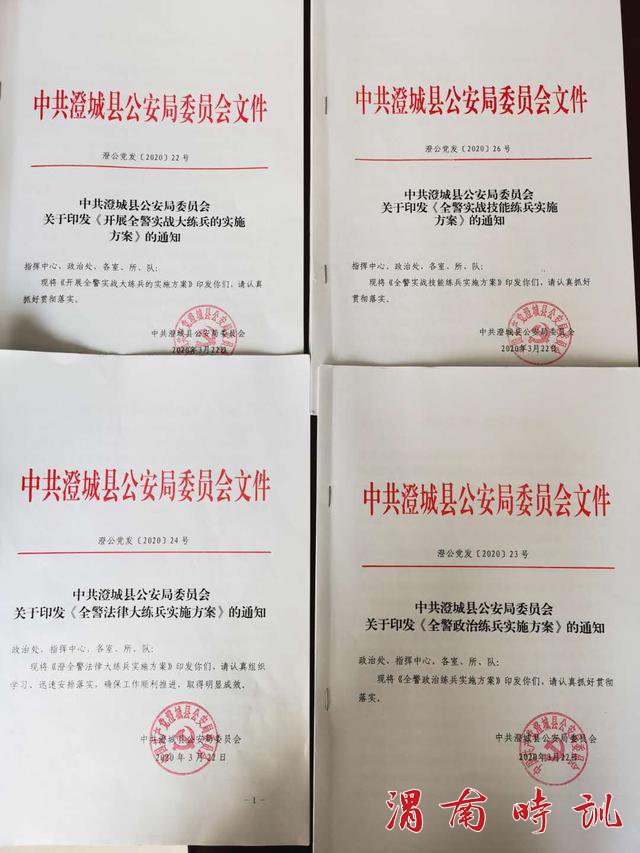 中共澄城县公安局委员会文件
澄公党发〔2020〕22号
中共澄城县公安局委员会
关于印发《开展全警实战大练兵的实施
方案》的通知
指挥中心、政治处，各室、所、队：
现将《开展全警实战大练兵的实施方案》印发你们，请认真
抓好贯彻落实。
中共澄城县公安局委员会
2020年3月22日
中共澄城县公安局委员会文件
澄公党发〔2020〕26号
中共澄城县公安局委员会
关于印发《全警实战技能练兵实施
方案》的通知
指挥中心、政治处，各室、所、队：
现将《全警实战技能练兵实施方案》印发你们，请认真抓好
贯彻落实。
中共澄城县公安局委员会
2020年3月22日
中共澄城县公安局委员会文件
澄公党发〔2020〕24号
中共澄城县公安局委员会
关于印发《全警法律大练兵实施方案》的通知
政治处、指挥中心，各室、所、队：
现将《澄全警法律大练兵实施方案》印发你们，请认真组织
学习、迅速安排落实，确保工作顺利推进，取得明显成效。
中共澄城县公安局委员会
2020年3月22日
- 1 -
中共澄城县公安局委员会文件
澄公党发〔2020〕23号
中共澄城县公安局委员会
关于印发《全警政治练兵实施方案》的通知
政治处、指挥中心，各室、所、队：
现将《全警政治练兵实施方案》印发你们，请认真抓好贯彻
落实。
中共澄城县公安局委员会
2020年3月22日
渭南時訊